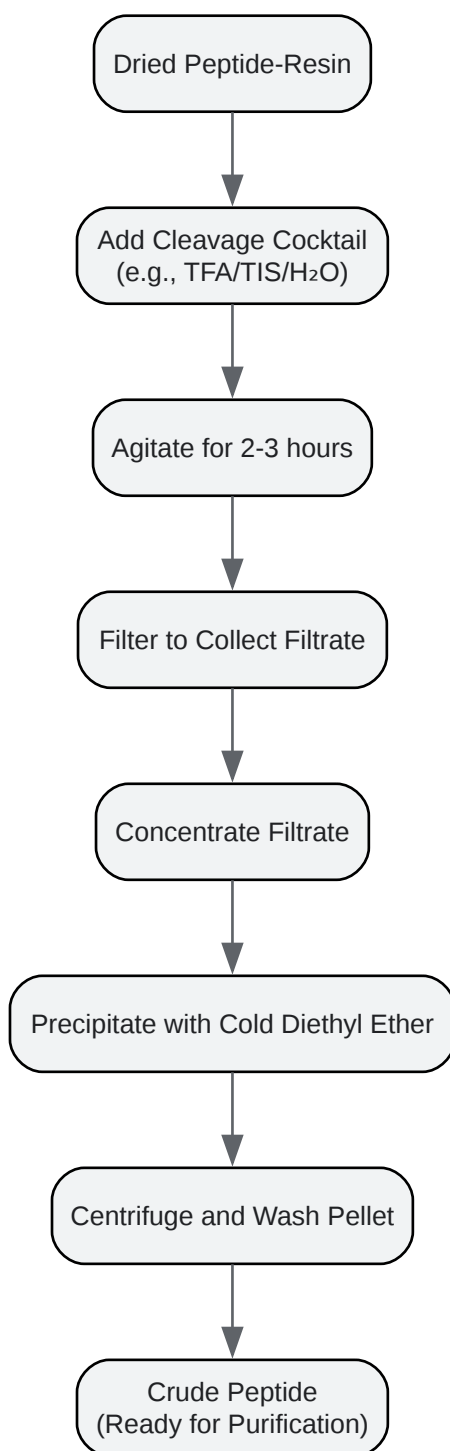 Dried Peptide-Resin
Add Cleavage Cocktail
(e.g., TFA/TIS/H₂O)
Agitate for 2-3 hours
Filter to Collect Filtrate
Concentrate Filtrate
Precipitate with Cold Diethyl Ether
Centrifuge and Wash Pellet
Crude Peptide
(Ready for Purification)